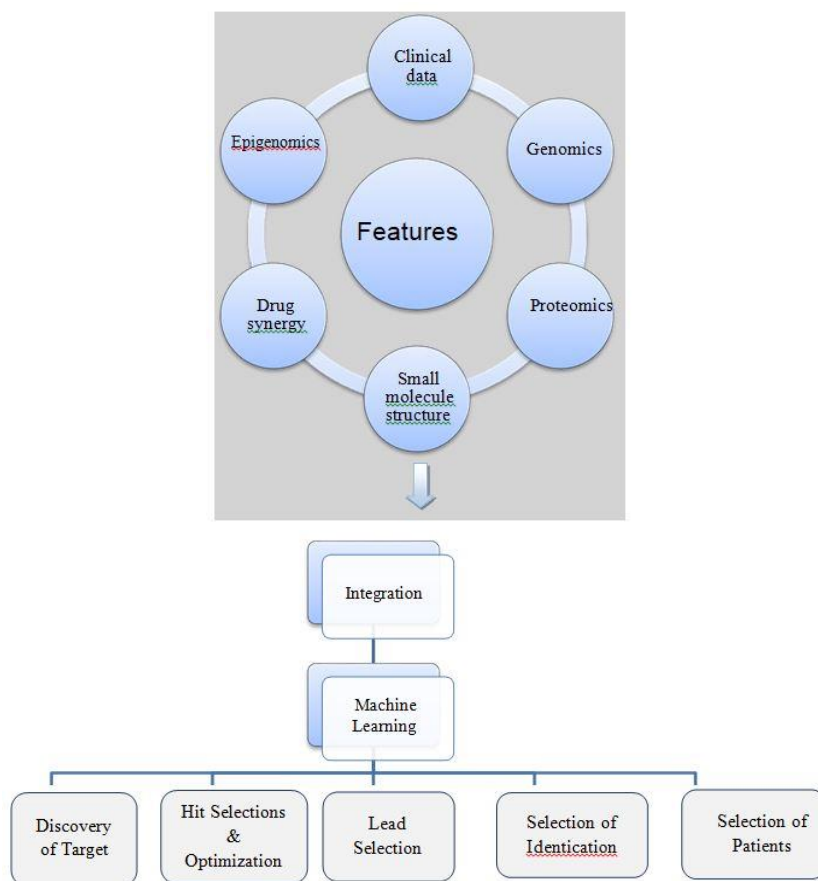 Clinical
data
Epigenomics
Genomics
Features
Drug
synergy
Proteomics
Small
molecule
structure
Integration
Machine
Learning
Discovery
of Target
Hit Selections
&
Optimization
Lead
Selection
Selection of
Identication
Selection of
Patients